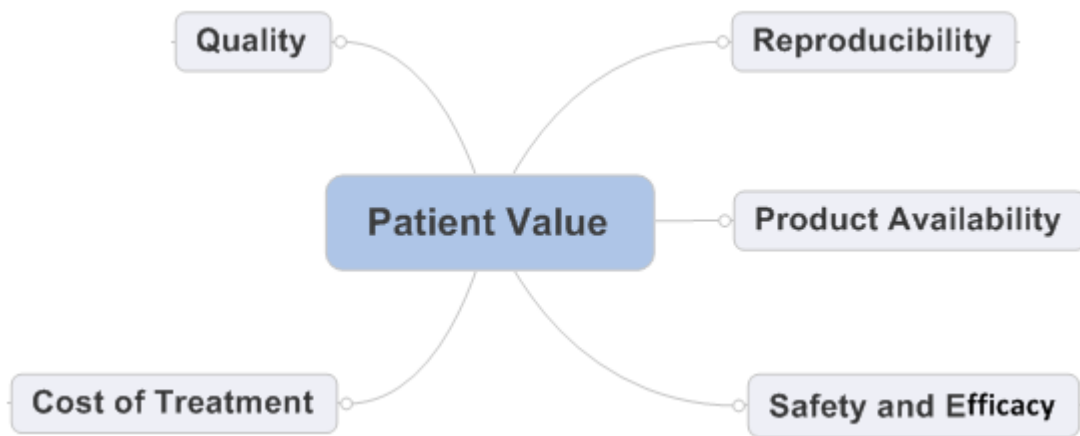 Quality
Reproducibility
Patient Value
Product Availability
Cost of Treatment
Safety and Efficacy